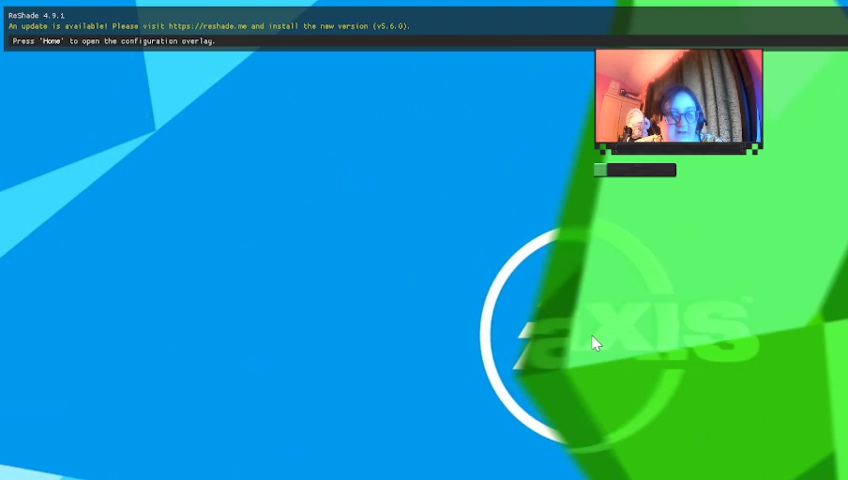 ReShade 4.9.1
An update is available! Please visit https://reshade.me and install the new version (v5.6.0).
Press 'Home' to open the configuration overlay.
axis™